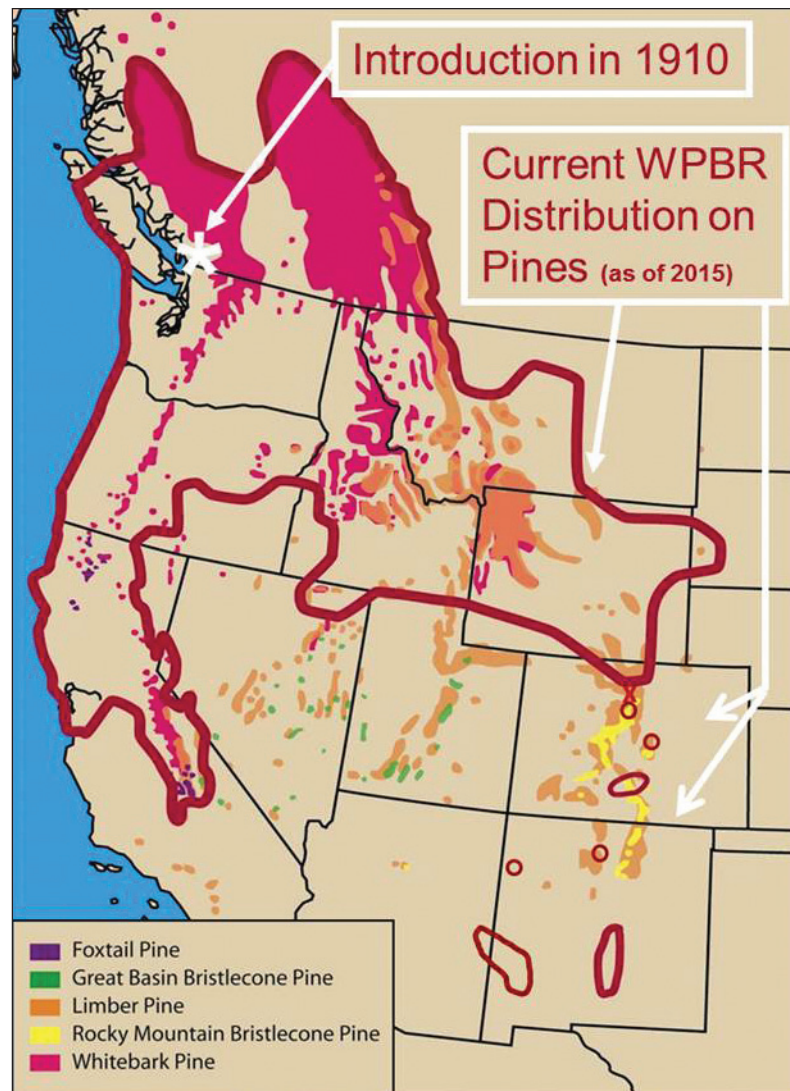 Introduction in 1910
Current WPBR
Distribution on
Pines (as of 2015)
Foxtail Pine
Great Basin Bristlecone Pine
Limber Pine
Rocky Mountain Bristlecone Pine
Whitebark Pine